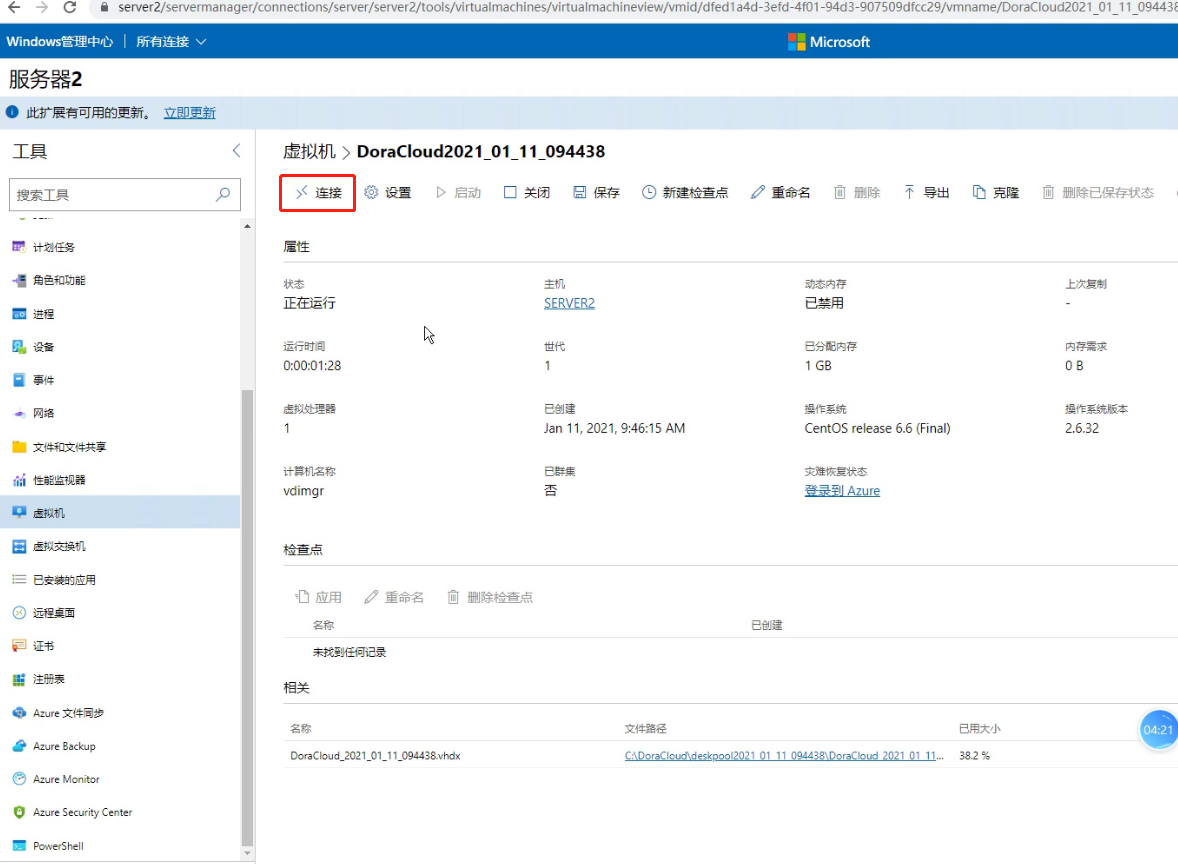 server2/servermanager/connections/server/server2/tools/virtualmachines/virtualmachineview/vmid/dfed1a4d-3efd-4f01-94d3-907509dfcc29/vmname/DoraCloud2021_01_11_09443
Windows管理中心 所有连接 Microsoft
服务器2
此扩展有可用的更新。 立即更新
工具
搜索工具
计划任务
角色和功能
进程
设备
事件
网络
文件和文件共享
性能监视器
虚拟机
虚拟交换机
已安装的应用
远程桌面
证书
注册表
Azure 文件同步
Azure Backup
Azure Monitor
Azure Security Center
PowerShell
虚拟机 > DoraCloud2021_01_11_094438
连接 设置 启动 关闭 保存 新建检查点 重命名 删除 导出 克隆 删除已保存状态
属性
状态 主机 动态内存 上次复制
正在运行 SERVER2 已禁用 -
运行时间 世代 已分配内存 内存需求
0:00:01:28 1 1 GB 0 B
虚拟处理器 已创建 操作系统 操作系统版本
1 Jan 11, 2021, 9:46:15 AM CentOS release 6.6 (Final) 2.6.32
计算机名称 已群集 灾难恢复状态
vdimgr 否 登录到 Azure
检查点
应用 重命名 删除检查点
名称 已创建
未找到任何记录
相关
名称 文件路径 已用大小
DoraCloud_2021_01_11_094438.vhdx C:\DoraCloud\deskpool2021_01_11_094438\DoraCloud_2021_01_11... 38.2 %
04:21